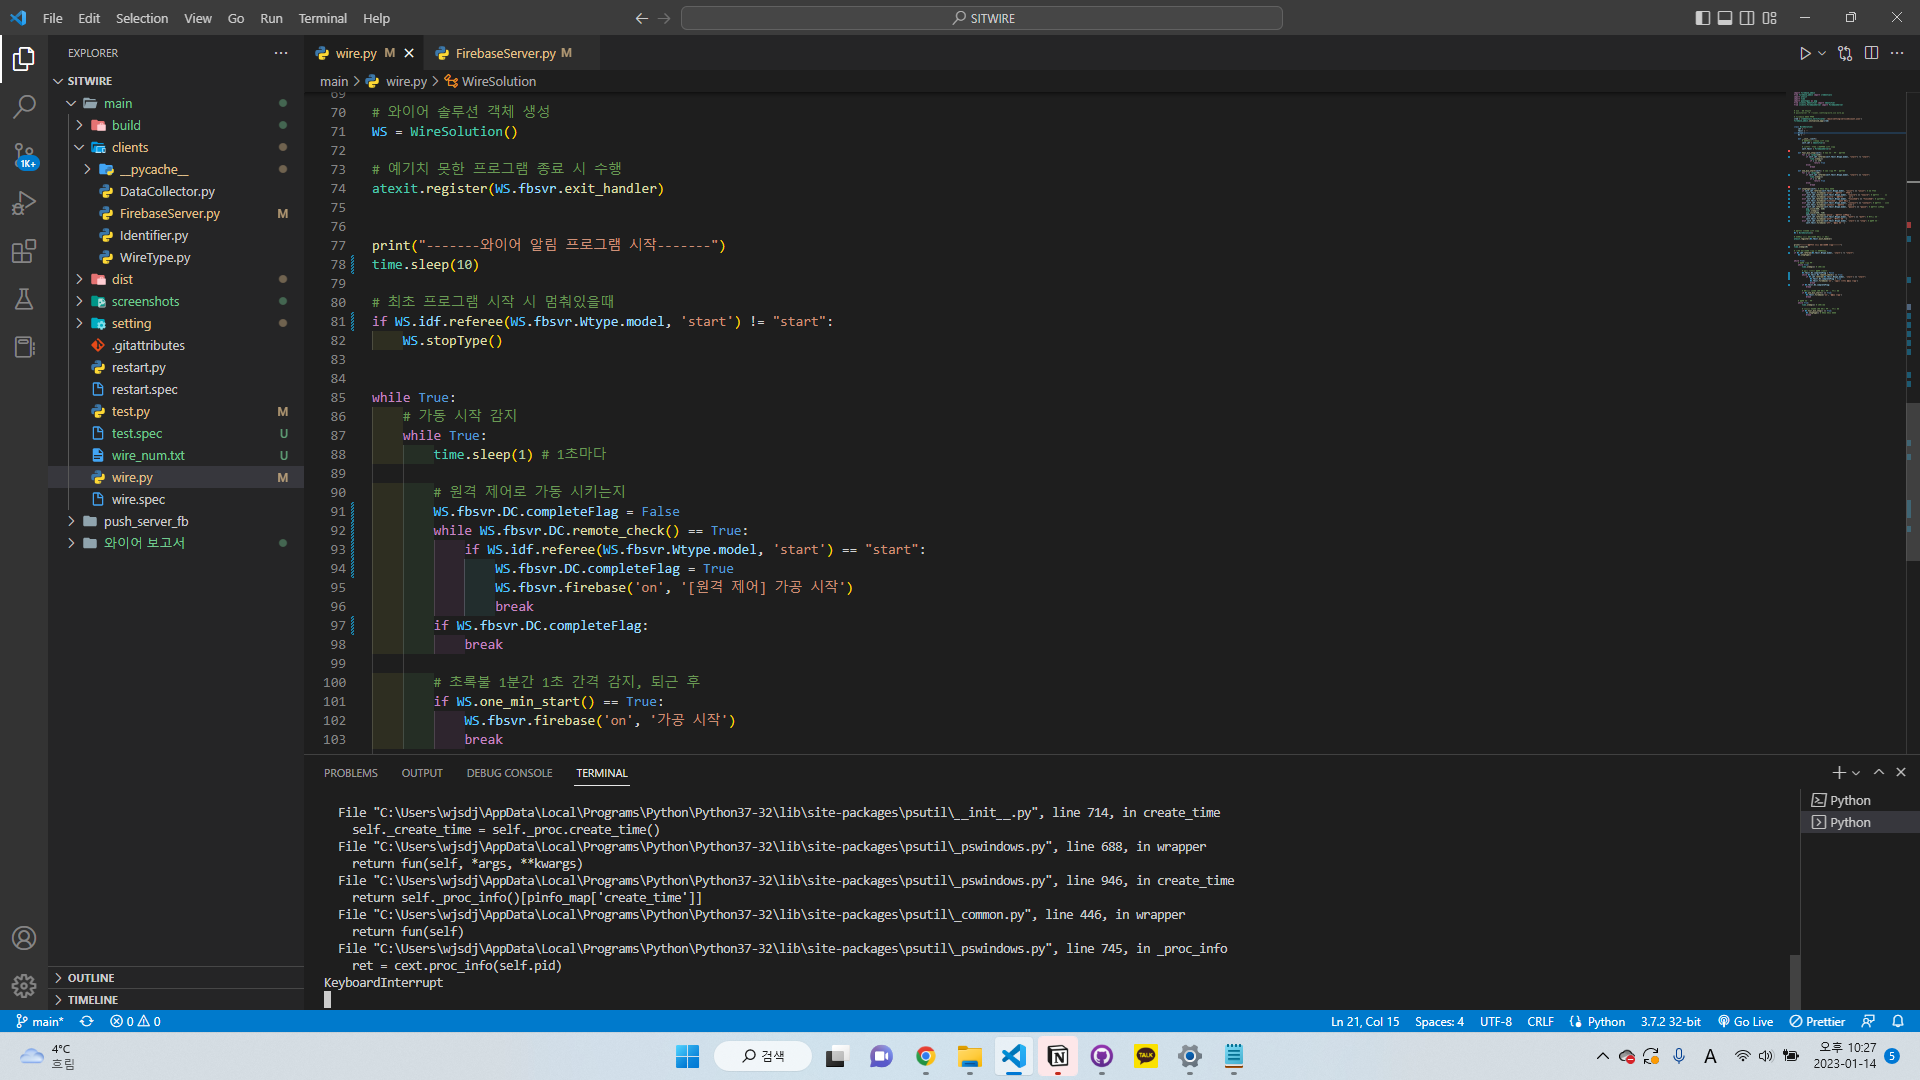 File Edit Selection View Go Run Terminal Help
SITWIRE
EXPLORER
SITWIRE
main
build
clients
__pycache__
DataCollector.py
FirebaseServer.py M
Identifier.py
WireType.py
dist
screenshots
setting
.gitattributes
restart.py
restart.spec
test.py M
test.spec U
wire_num.txt U
wire.py M
wire.spec
push_server_fb
와이어 보고서
OUTLINE
TIMELINE
1K+
wire.py M FirebaseServer.py M
main wire.py WireSolution
69
70 # 와이어 솔루션 객체 생성
71 WS = WireSolution()
72
73 # 예기치 못한 프로그램 종료 시 수행
74 atexit.register(WS.fbsvr.exit_handler)
75
76
77 print("-------와이어 알림 프로그램 시작-------")
78 time.sleep(10)
79
80 # 최초 프로그램 시작 시 멈춰있을때
81 if WS.idf.referee(WS.fbsvr.Wtype.model, 'start') != "start":
82 WS.stopType()
83
84
85 while True:
86 # 가동 시작 감지
87 while True:
88 time.sleep(1) # 1초마다
89
90 # 원격 제어로 가동 시키는지
91 WS.fbsvr.DC.completeFlag = False
92 while WS.fbsvr.DC.remote_check() == True:
93 if WS.idf.referee(WS.fbsvr.Wtype.model, 'start') == "start":
94 WS.fbsvr.DC.completeFlag = True
95 WS.fbsvr.firebase('on', '[원격 제어] 가공 시작')
96 break
97 if WS.fbsvr.DC.completeFlag:
98 break
99
100 # 초록불 1분간 1초 간격 감지, 퇴근 후
101 if WS.one_min_start() == True:
102 WS.fbsvr.firebase('on', '가공 시작')
103 break
PROBLEMS OUTPUT DEBUG CONSOLE TERMINAL
File "C:\Users\wjsdj\AppData\Local\Programs\Python\Python37-32\lib\site-packages\psutil\__init__.py", line 714, in create_time
self._create_time = self._proc.create_time()
File "C:\Users\wjsdj\AppData\Local\Programs\Python\Python37-32\lib\site-packages\psutil\_pswindows.py", line 688, in wrapper
return fun(self, *args, **kwargs)
File "C:\Users\wjsdj\AppData\Local\Programs\Python\Python37-32\lib\site-packages\psutil\_pswindows.py", line 946, in create_time
return self._proc_info()[pinfo_map['create_time']]
File "C:\Users\wjsdj\AppData\Local\Programs\Python\Python37-32\lib\site-packages\psutil\_common.py", line 446, in wrapper
return fun(self)
File "C:\Users\wjsdj\AppData\Local\Programs\Python\Python37-32\lib\site-packages\psutil\_pswindows.py", line 745, in _proc_info
ret = cext.proc_info(self.pid)
KeyboardInterrupt
Python
Python
main* 0 0 Ln 21, Col 15 Spaces: 4 UTF-8 CRLF Python 3.7.2 32-bit Go Live Prettier
4°C
흐림
검색
TALK
A
오후 10:27
2023-01-14
5